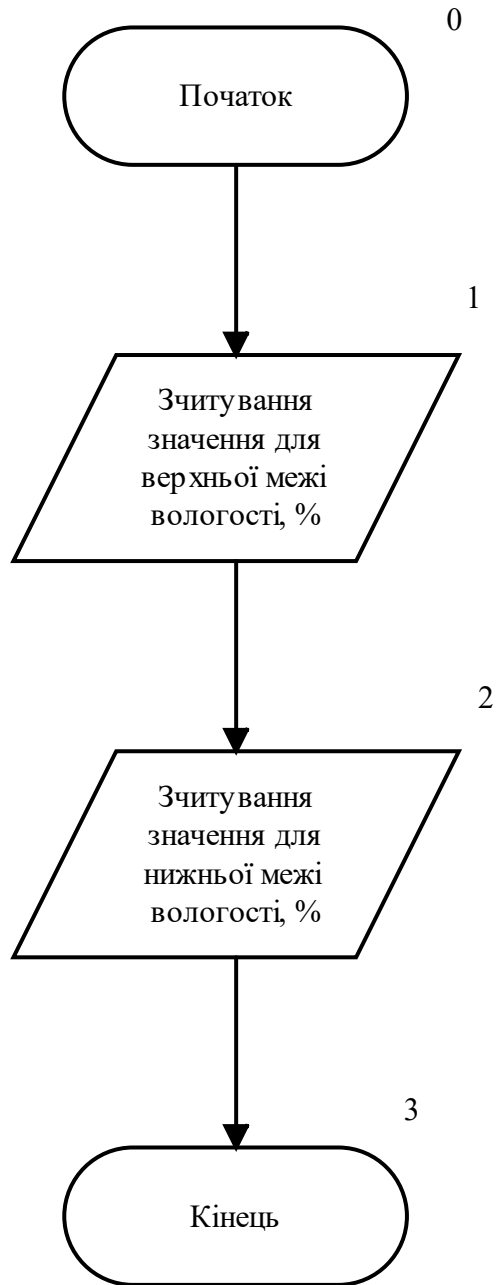 0
Початок
1
Зчитування
значення для
верхньої межі
вологості, %
2
Зчитування
значення для
нижньої межі
вологості, %
3
Кінець